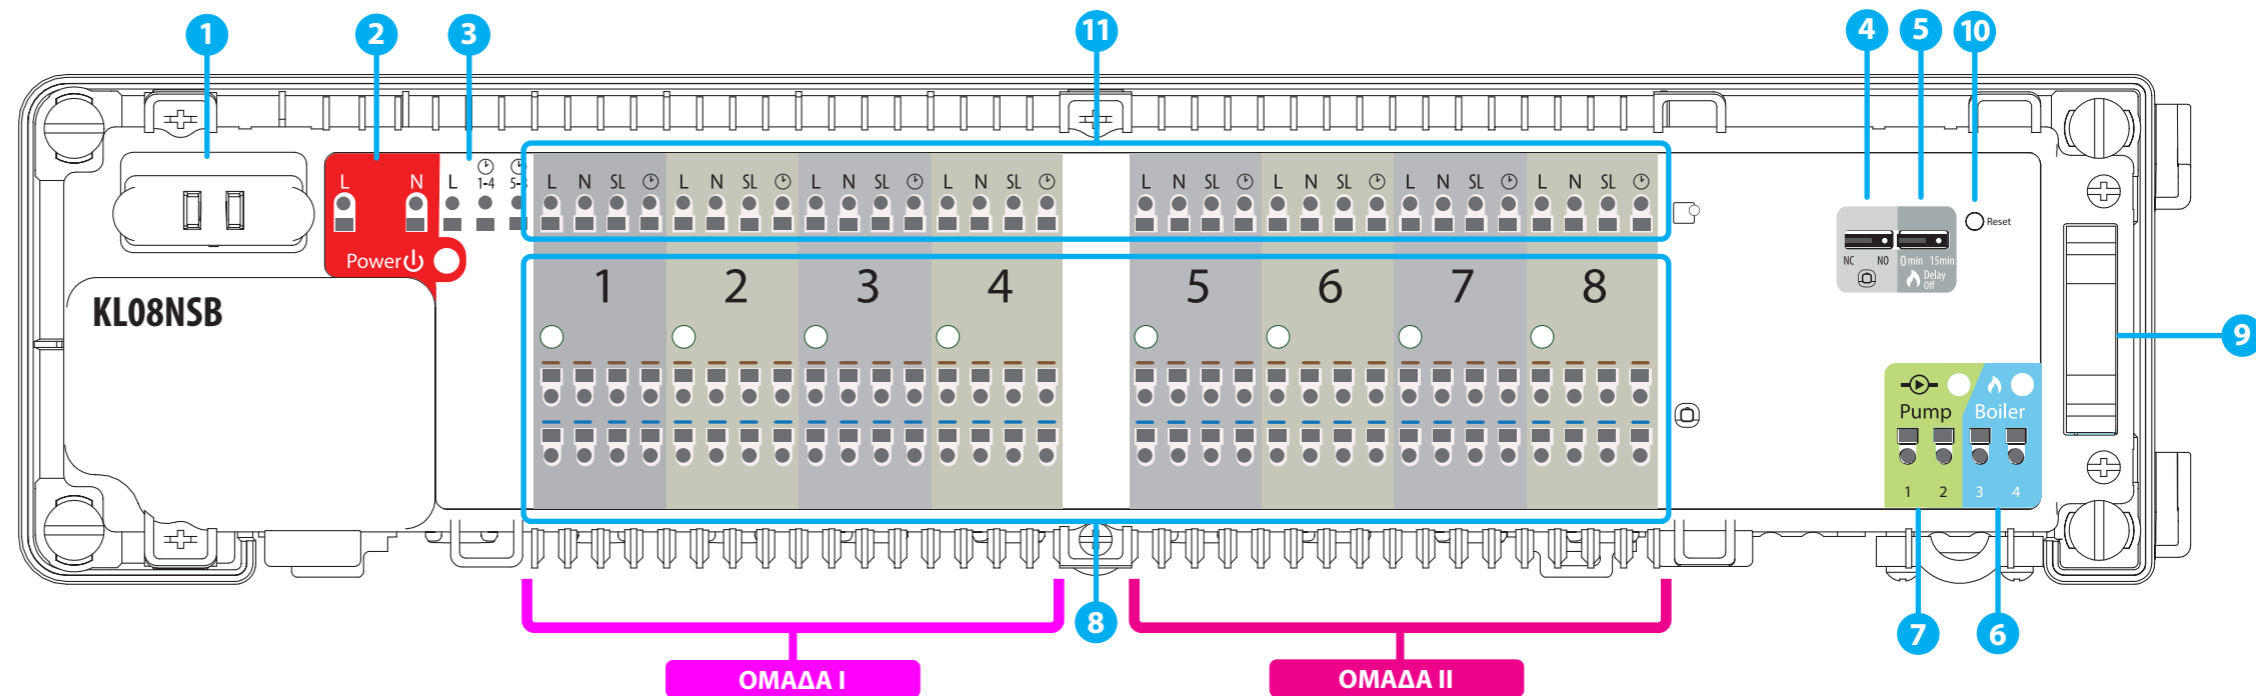 1 2 3 11 4 5 10
1-4 5-8
L N L L N SL L N SL L N SL L N SL L N SL L N SL L N SL L N SL
Reset
Power
NC NO 0min 15min
Delay
Off
1 2 3 4 5 6 7 8
KL08NSB
9
Pump Boiler
1 2 3 4
8 7 6
ΟΜΑΔΑ I ΟΜΑΔΑ II